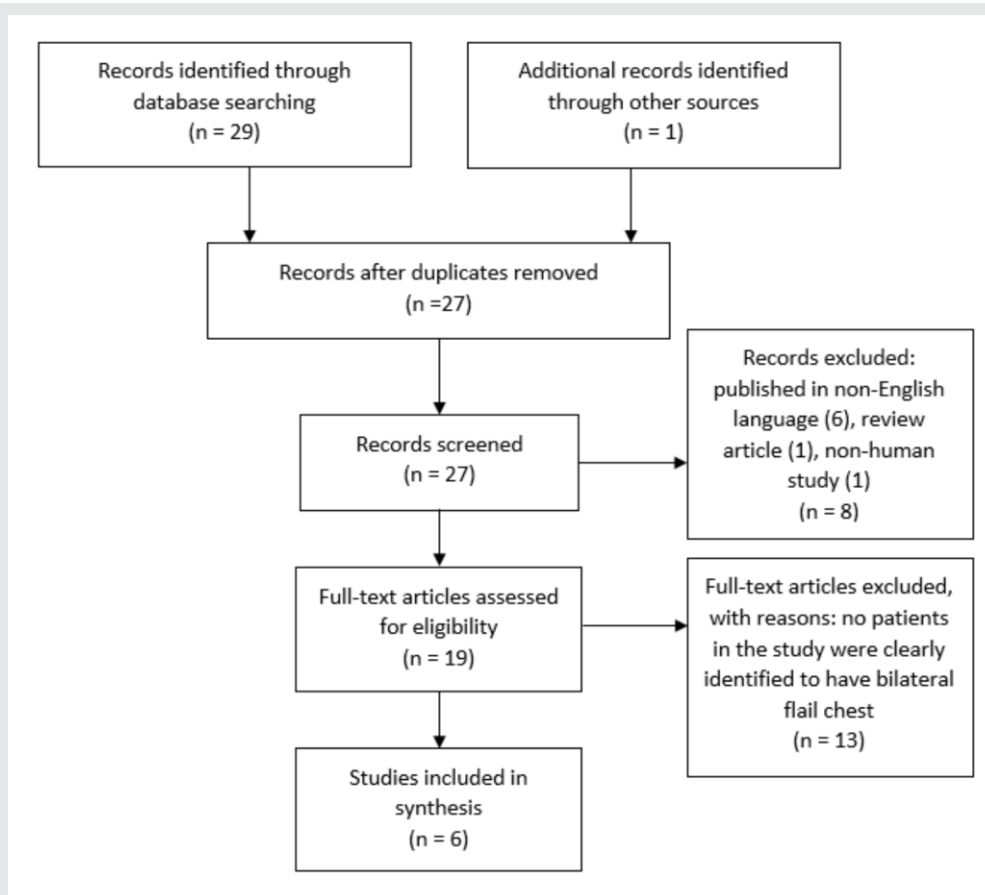 Records identified through
database searching
(n = 29)
Additional records identified
through other sources
(n = 1)
Records after duplicates removed
(n =27)
Records screened
(n = 27)
Records excluded:
published in non-English
language (6), review
article (1), non-human
study (1)
(n = 8)
Full-text articles assessed
for eligibility
(n = 19)
Full-text articles excluded,
with reasons: no patients
in the study were clearly
identified to have bilateral
flail chest
(n = 13)
Studies included in
synthesis
(n = 6)